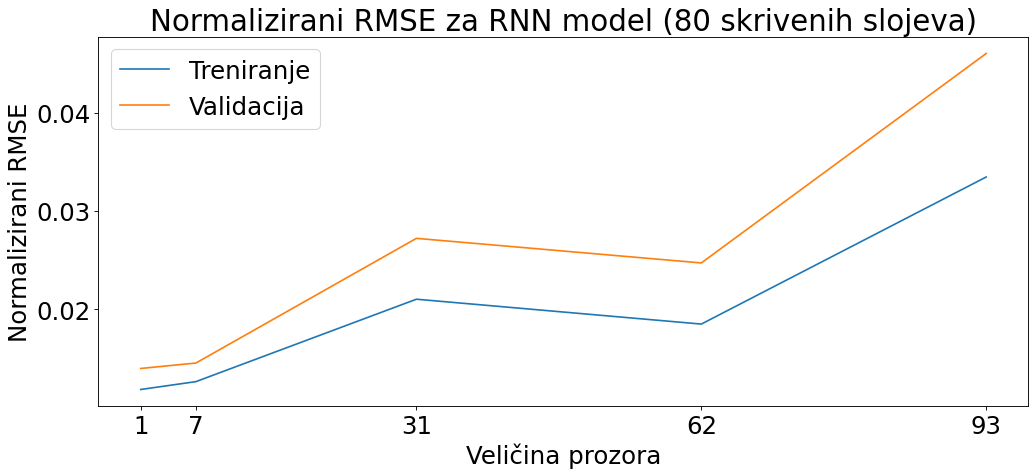 Normalizirani RMSE za RNN model (80 skrivenih slojeva)
Treniranje
Validacija
Normalizirani RMSE
0.04
0.03
0.02
1 7 31 62 93
Veličina prozora